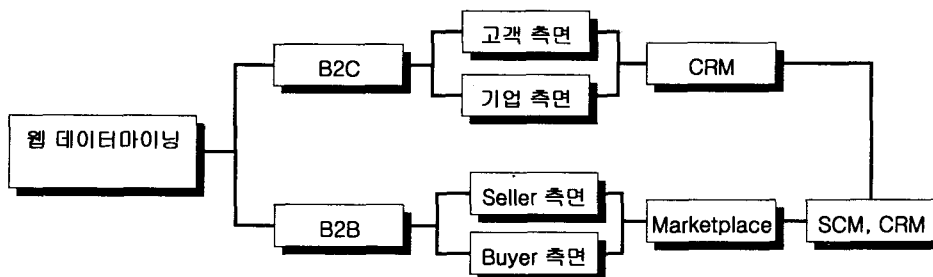 고객 측면
B2C
CRM
기업 측면
웹 데이터마이닝
Seller 측면
B2B
Marketplace
SCM, CRM
Buyer 측면